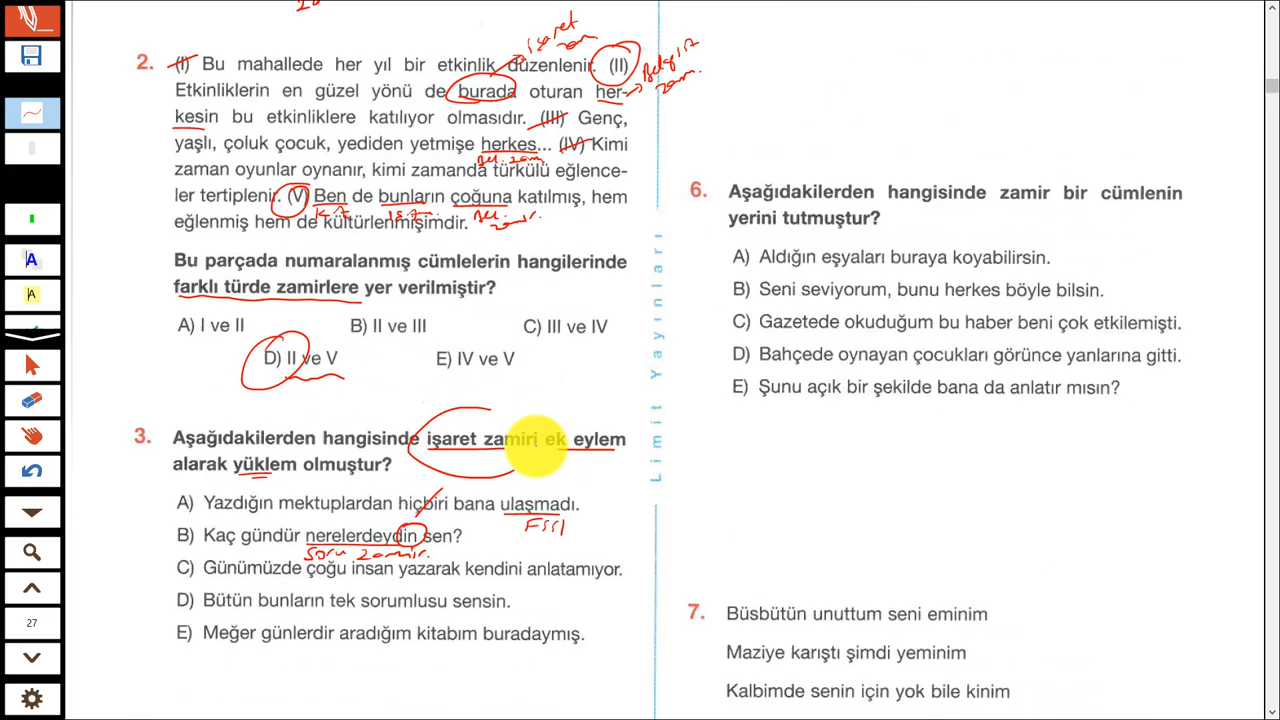 2. (I) Bu mahallede her yıl bir etkinlik düzenlenir. (II)
Etkinliklerin en güzel yönü de burada oturan her-
kesin bu etkinliklere katılıyor olmasıdır. (III) Genç,
yaşlı, çoluk çocuk, yediden yetmişe herkes... (IV) Kimi
zaman oyunlar oynanır, kimi zamanda türkülü eğlence-
ler tertiplenir. (V) Ben de bunların çoğuna katılmış, hem
eğlenmiş hem de kültürlenmişimdir.
işaret
zam
Belgisiz
zam.
Bel. zam.
K.Z
İş.Z.
Bel.
zamir.
Bu parçada numaralanmış cümlelerin hangilerinde
farklı türde zamirlere yer verilmiştir?
A) I ve II
B) II ve III
C) III ve IV
D) II ve V
E) IV ve V
3. Aşağıdakilerden hangisinde işaret zamiri ek eylem
alarak yüklem olmuştur?
A) Yazdığın mektuplardan hiçbiri bana ulaşmadı.
Fiil
B) Kaç gündür nerelerdeydin sen?
Soru zamir.
C) Günümüzde çoğu insan yazarak kendini anlatamıyor.
D) Bütün bunların tek sorumlusu sensin.
E) Meğer günlerdir aradığım kitabım buradaymış.
Limit Yayınları
6. Aşağıdakilerden hangisinde zamir bir cümlenin
yerini tutmuştur?
A) Aldığın eşyaları buraya koyabilirsin.
B) Seni seviyorum, bunu herkes böyle bilsin.
C) Gazetede okuduğum bu haber beni çok etkilemişti.
D) Bahçede oynayan çocukları görünce yanlarına gitti.
E) Şunu açık bir şekilde bana da anlatır mısın?
7. Büsbütün unuttum seni eminim
Maziye karıştı şimdi yeminim
Kalbimde senin için yok bile kinim
A
A
27